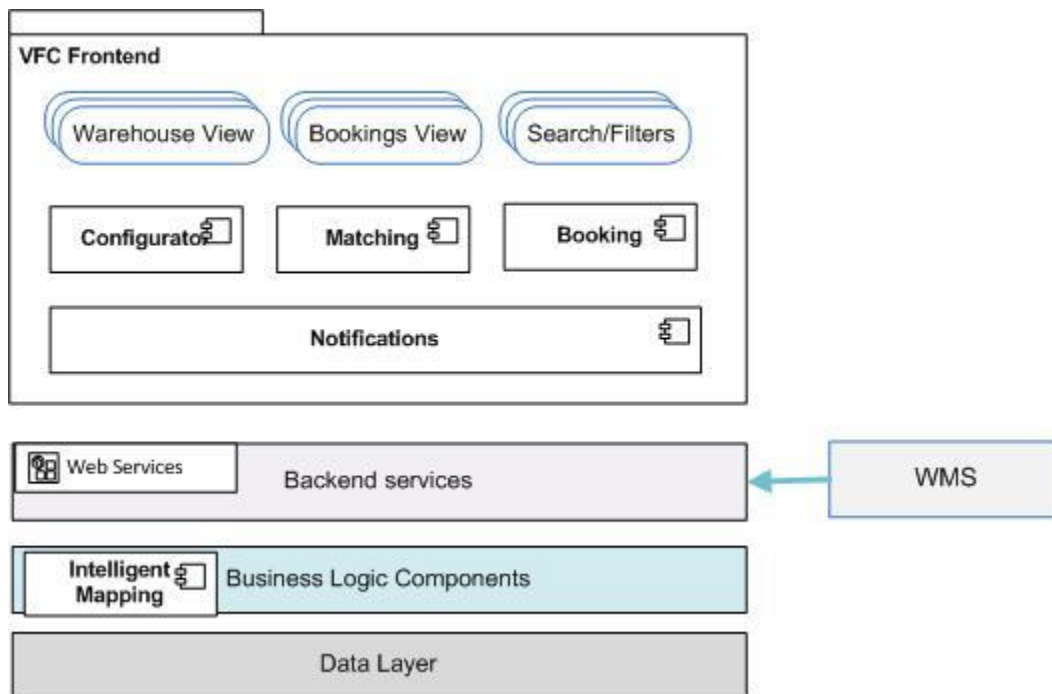 VFC Frontend
Warehouse View
Bookings View
Search/Filters
Configurator
Matching
Booking
Notifications
Web Services
Backend services
WMS
Intelligent
Mapping
Business Logic Components
Data Layer